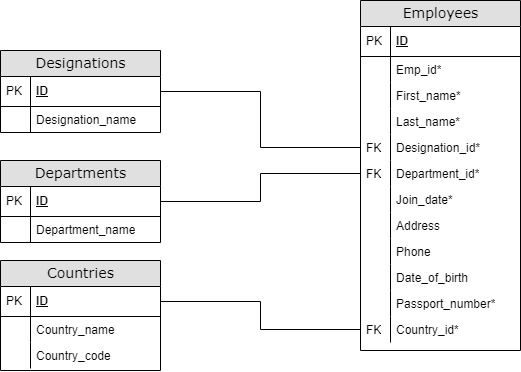 Designations
PK ID
Designation_name
Departments
PK ID
Department_name
Countries
PK ID
Country_name
Country_code
Employees
PK ID
Emp_id*
First_name*
Last_name*
FK Designation_id*
FK Department_id*
Join_date*
Address
Phone
Date_of_birth
Passport_number*
FK Country_id*